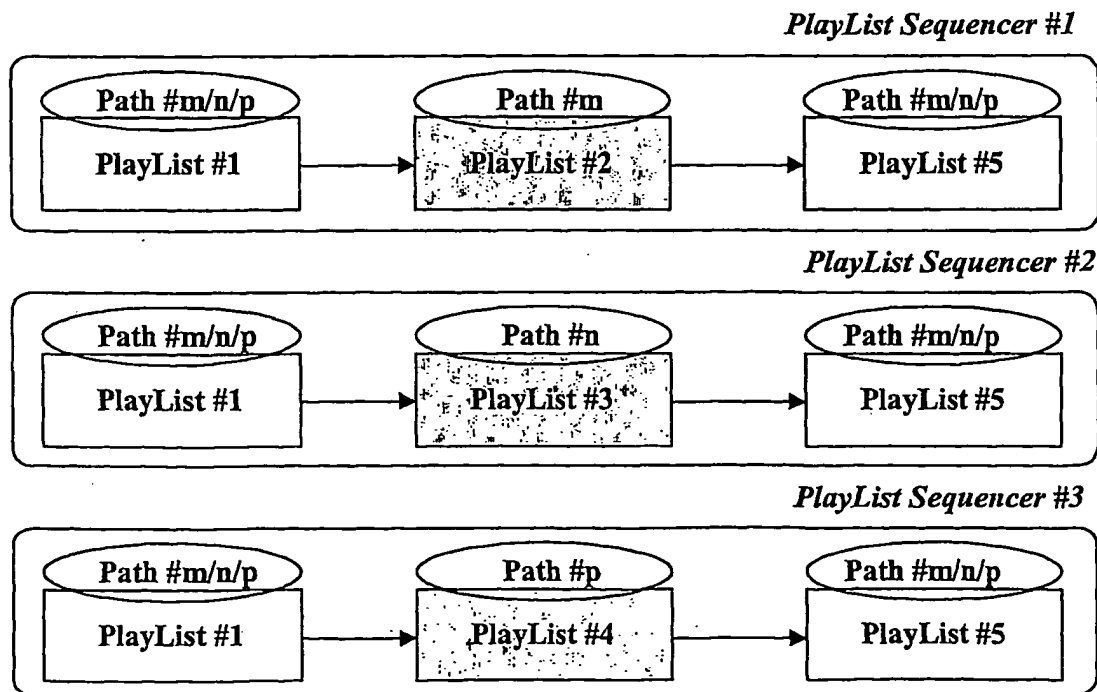 PlayList Sequencer #1
Path #m/n/p
Path #m
Path #m/n/p
PlayList #1
PlayList #2
PlayList #5
PlayList Sequencer #2
Path #m/n/p
Path #n
Path #m/n/p
PlayList #1
PlayList #3
PlayList #5
PlayList Sequencer #3
Path #m/n/p
Path #p
Path #m/n/p
PlayList #1
PlayList #4
PlayList #5